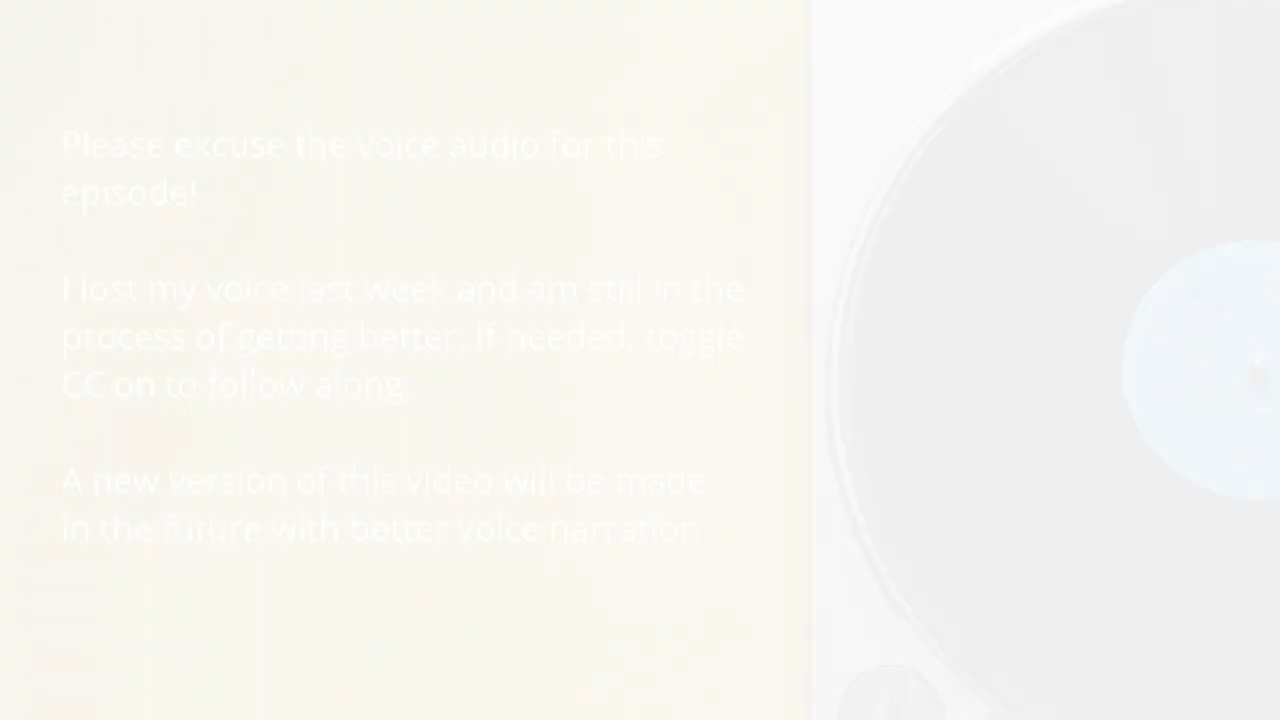 Please excuse the voice audio for this
episode!
I lost my voice last week and am still in the
process of getting better. If needed, toggle
CC on to follow along.
A new version of this video will be made
in the future with better voice narration